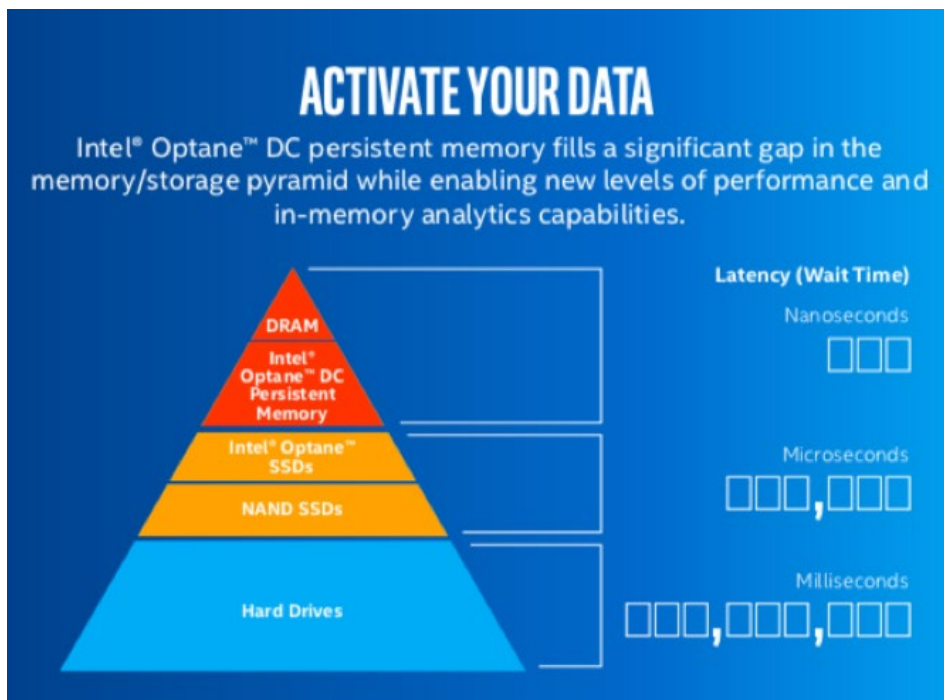 ACTIVATE YOUR DATA
Intel® Optane™ DC persistent memory fills a significant gap in the
memory/storage pyramid while enabling new levels of performance and
in-memory analytics capabilities.
Latency (Wait Time)
DRAM
Intel®
Optane™ DC
Persistent
Memory
Nanoseconds
□□□
Intel® Optane™
SSDs
NAND SSDs
Microseconds
□□□,□□□
Hard Drives
Milliseconds
□□□,□□□,□□□